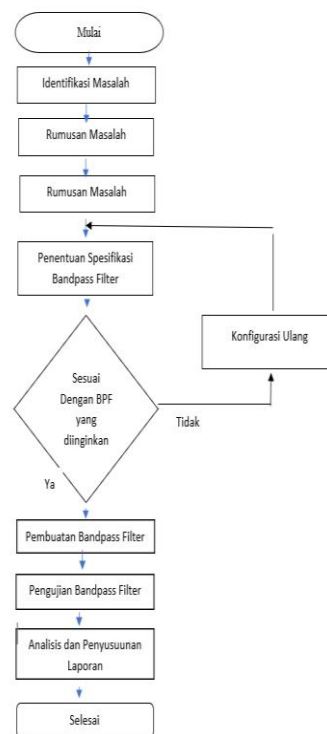 Mulai
Identifikasi Masalah
Rumusan Masalah
Rumusan Masalah
Penentuan Spesifikasi
Bandpass Filter
Konfigurasi Ulang
Sesuai
Dengan BPF
yang
diinginkan
Tidak
Ya
Pembuatan Bandpass Filter
Pengujian Bandpass Filter
Analisis dan Penyusuunan
Laporan
Selesai